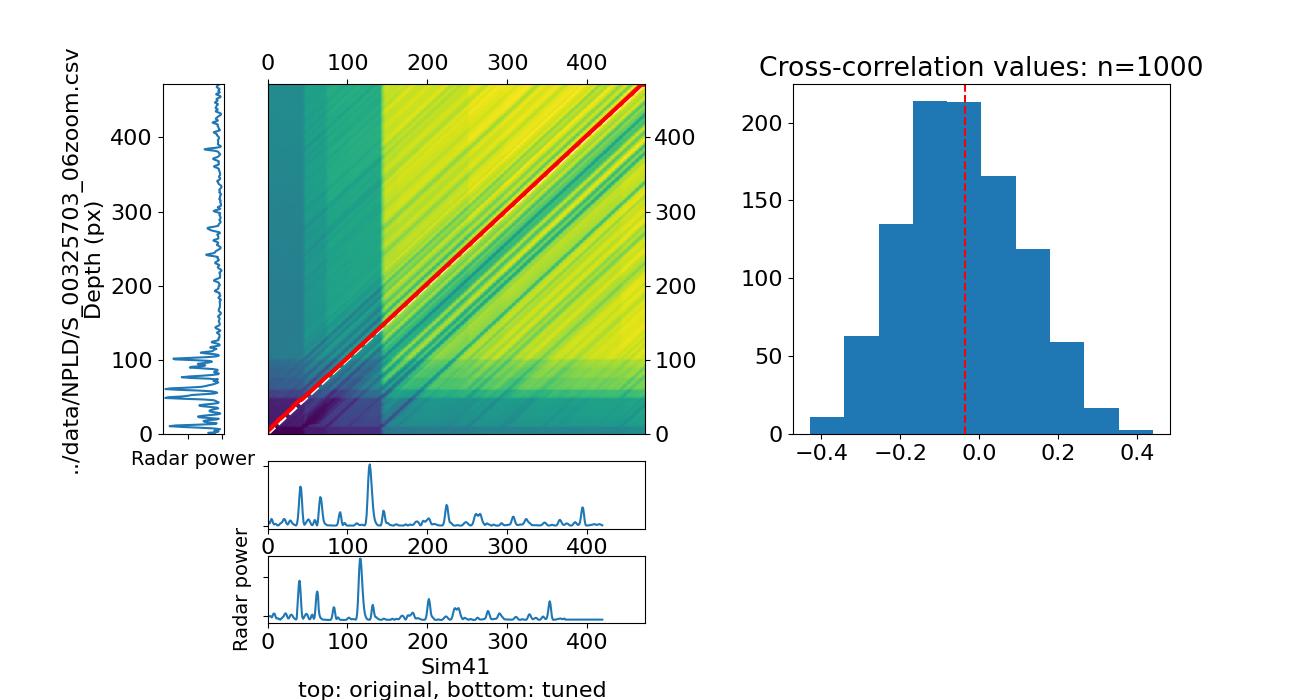 0 100 200 300 400
Cross-correlation values: n=1000
../data/NPLD/S_00325703_06zoom.csv
Depth (px)
400
300
200
100
0
400
300
200
100
0
200
150
100
50
0
−0.4 −0.2 0.0 0.2 0.4
Radar power
0 100 200 300 400
Radar power
0 100 200 300 400
Sim41
top: original, bottom: tuned